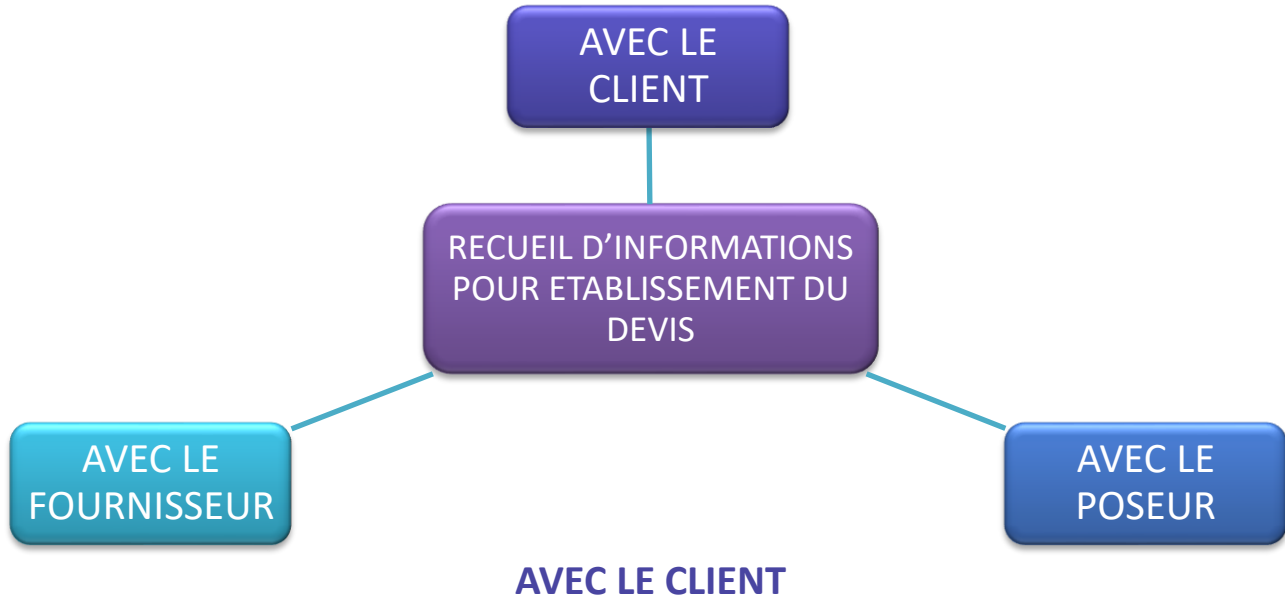 AVEC LE
CLIENT
RECUEIL D’INFORMATIONS
POUR ETABLISSEMENT DU
DEVIS
AVEC LE
FOURNISSEUR
AVEC LE
POSEUR
AVEC LE CLIENT